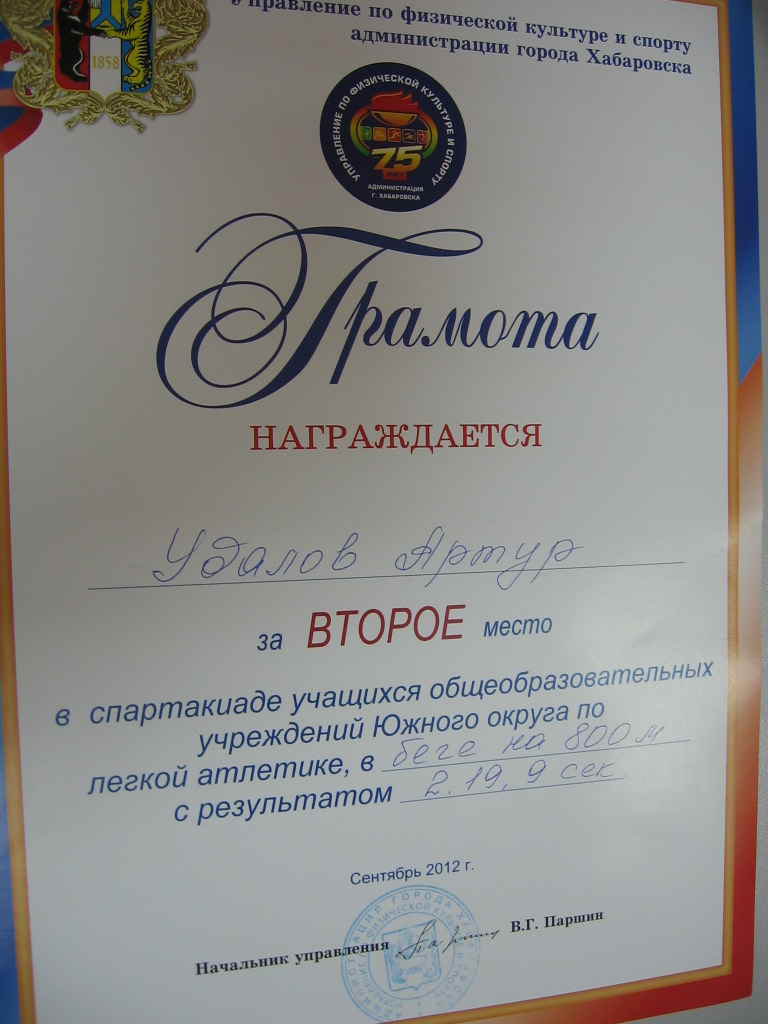 Управление по физической культуре и спорту
администрации города Хабаровска
1858
УПРАВЛЕНИЕ ПО ФИЗИЧЕСКОЙ КУЛЬТУРЕ И СПОРТУ
75
ЛЕТ
АДМИНИСТРАЦИЯ
Г. ХАБАРОВСКА
Грамота
НАГРАЖДАЕТСЯ
Удалов Артур
за ВТОРОЕ место
в спартакиаде учащихся общеобразовательных
учреждений Южного округа по
легкой атлетике, в беге на 800 м
с результатом 2.19,9 сек
Сентябрь 2012 г.
Начальник управления В.Г. Паршин